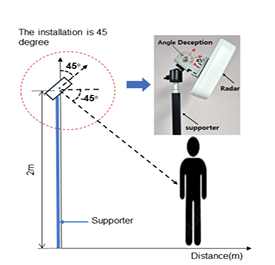 The installation is 45
degree
45°
-45°
2m
Supporter
Distance(m)
Angle Deception
45°
Radar
supporter